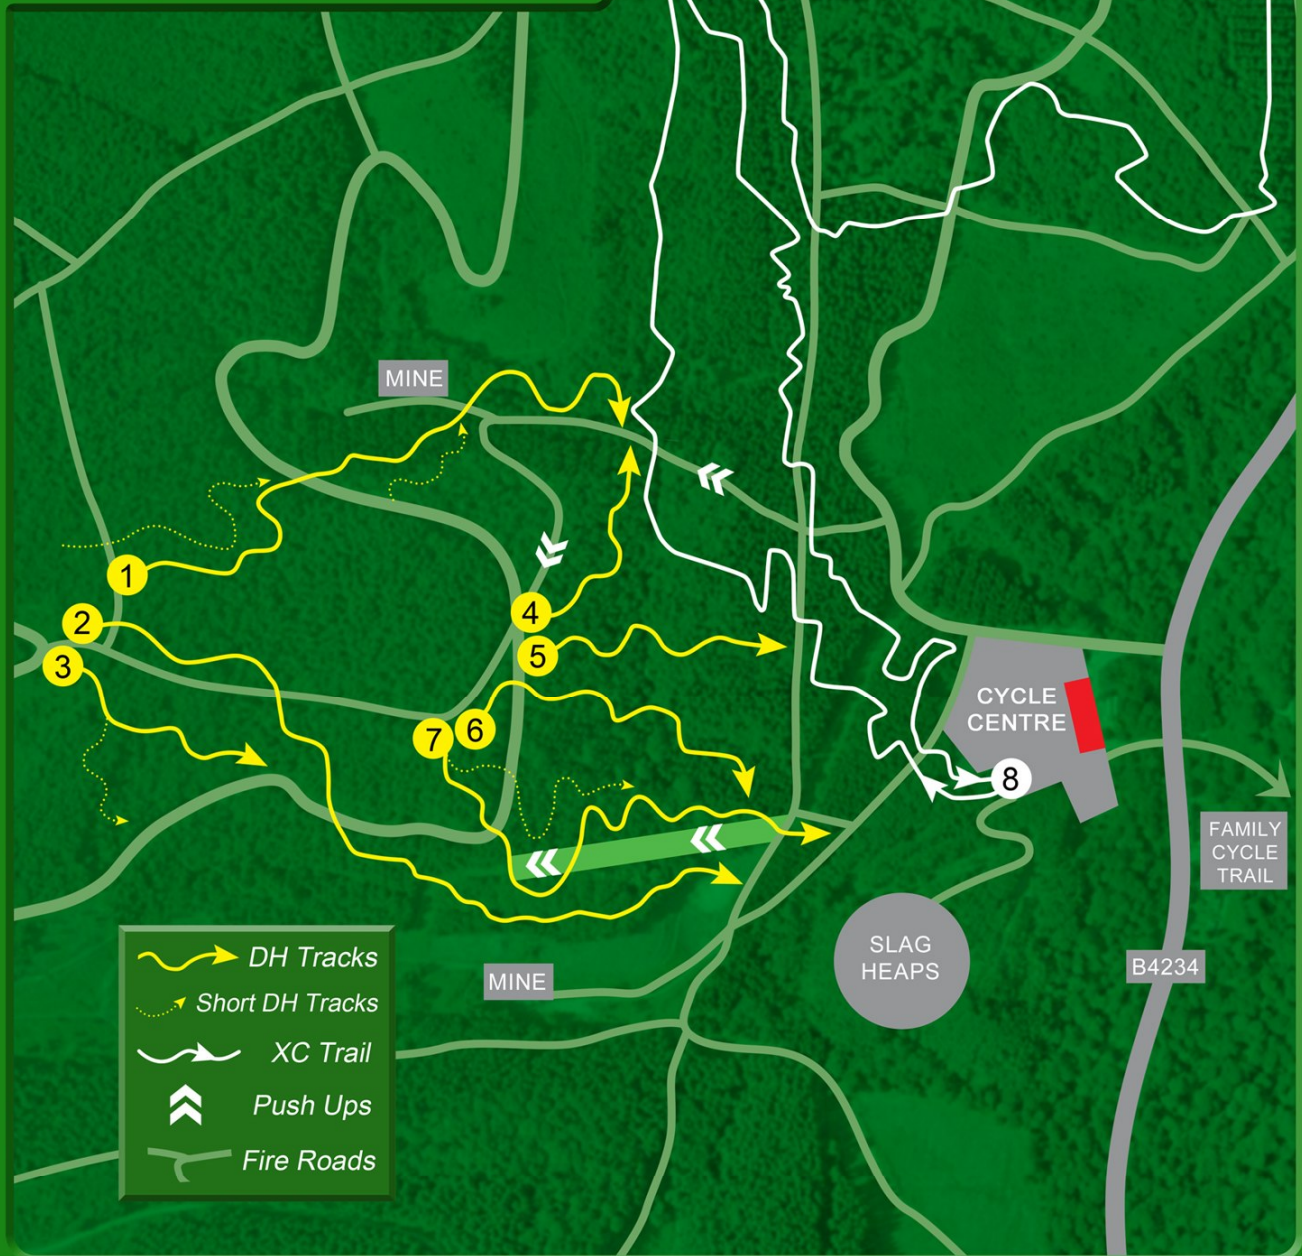 MINE
1
2
3
4
5
6
7
CYCLE
CENTRE
8
FAMILY
CYCLE
TRAIL
SLAG
HEAPS
B4234
MINE
DH Tracks
Short DH Tracks
XC Trail
Push Ups
Fire Roads